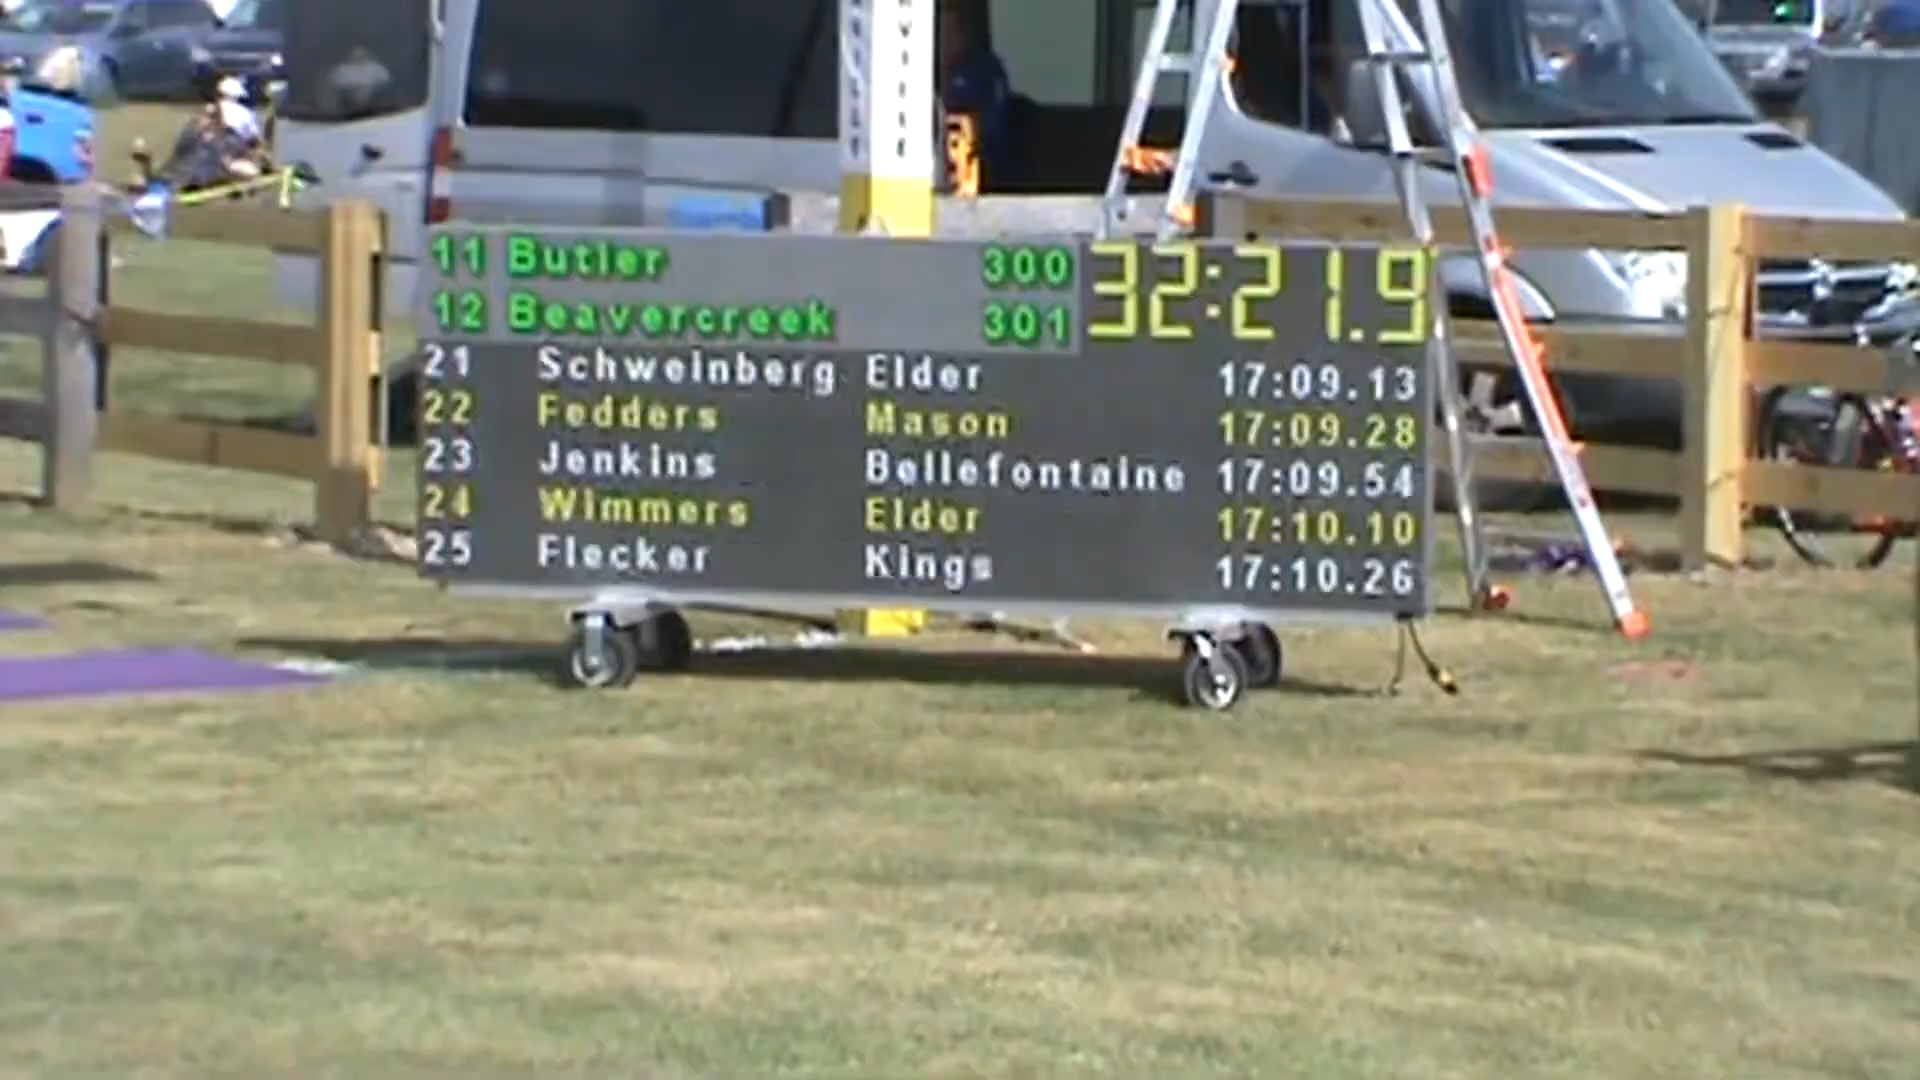 11 Butler 300 32:21.9
12 Beavercreek 301
21 Schweinberg Elder 17:09.13
22 Fedders Mason 17:09.28
23 Jenkins Bellefontaine 17:09.54
24 Wimmers Elder 17:10.10
25 Flecker Kings 17:10.26